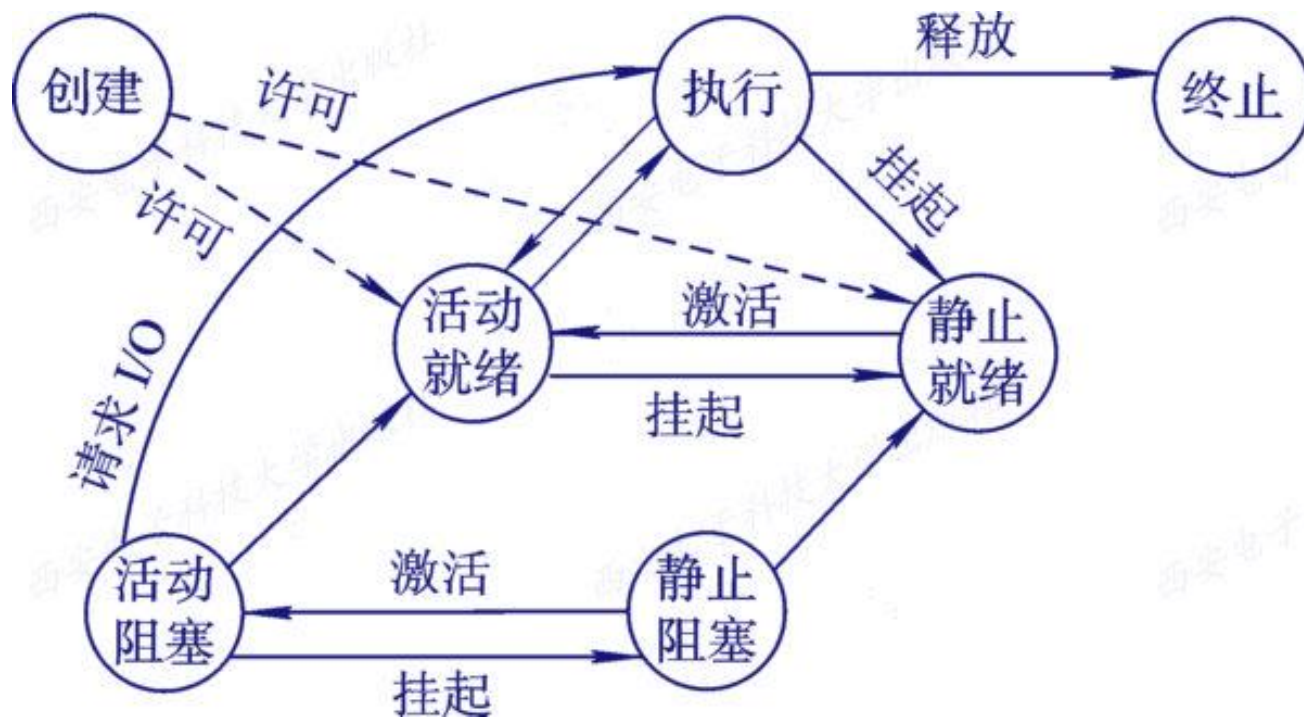 释放
创建
许可
执行
终止
许可
挂起
活动
就绪
激活
静止
就绪
挂起
请求 I/O
活动
阻塞
激活
静止
阻塞
挂起